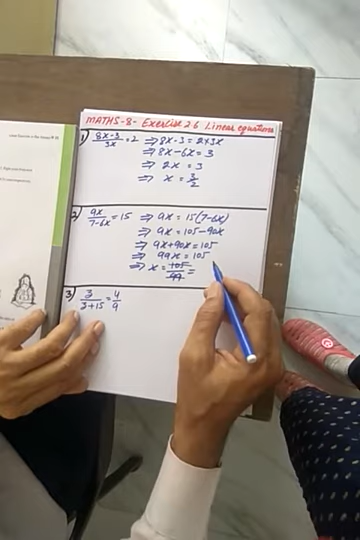 MATHS-8- Exercise 2.6 Linear equations
1) (8x-3)/3x = 2 ⇒ 8x-3 = 2×3x
⇒ 8x-6x = 3
⇒ 2x = 3
⇒ x = 3/2
2) 9x/(7-6x) = 15 ⇒ 9x = 15(7-6x)
⇒ 9x = 105-90x
⇒ 9x+90x = 105
⇒ 99x = 105
⇒ x = 105/99 =
3) 3/(3+15) = 4/9